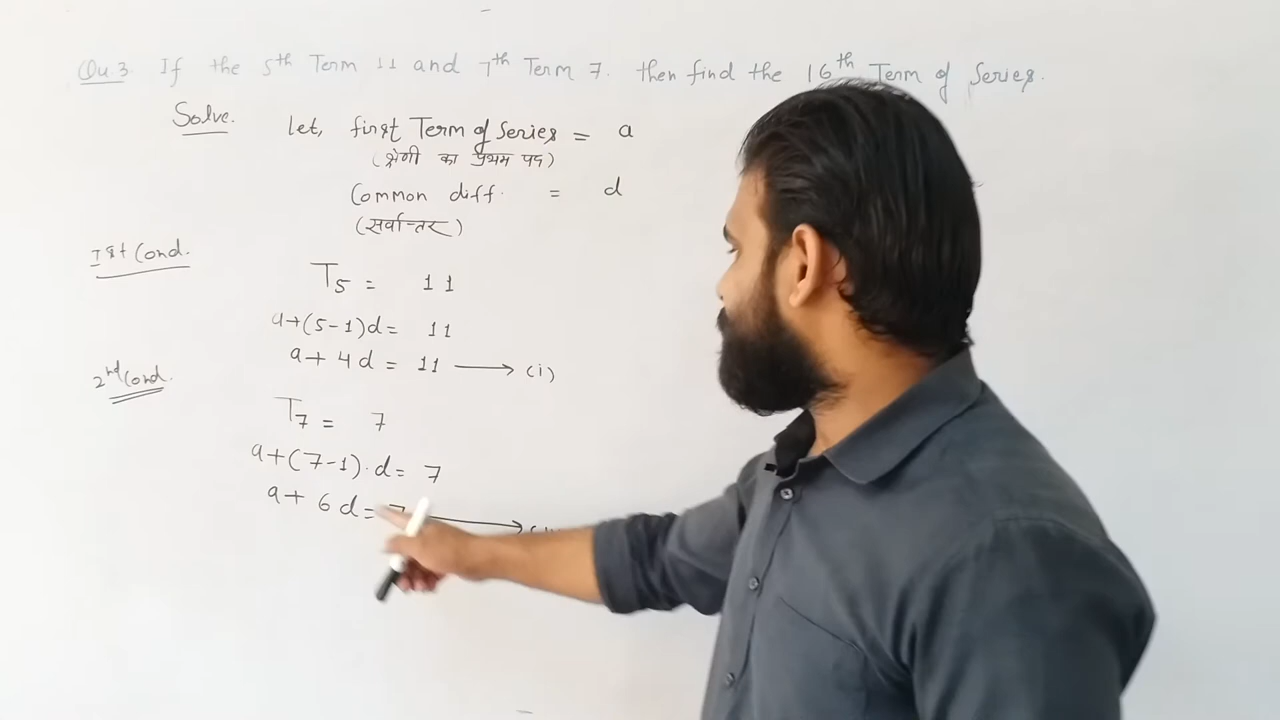 Qu.3 If the 5th Term 11 and 7th Term 7. then find the 16th Term of Series.
Solve. let, first Term of Series = a
(श्रेणी का प्रथम पद)
Common diff. = d
(सर्वान्तर)
Ist Cond.
T5 = 11
a+(5-1)d = 11
a+ 4d = 11 ⟶ (i)
2nd Cond.
T7 = 7
a+(7-1).d = 7
a+ 6d =